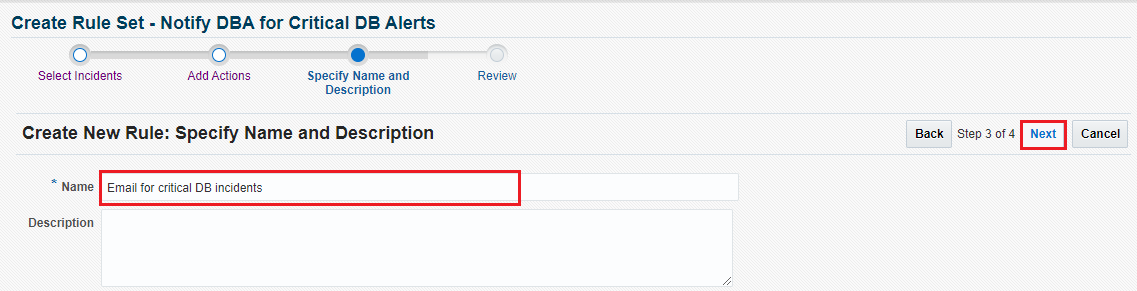 Create Rule Set - Notify DBA for Critical DB Alerts
Select Incidents
Add Actions
Specify Name and
Description
Review
Create New Rule: Specify Name and Description
Back Step 3 of 4 Next Cancel
* Name Email for critical DB incidents
Description